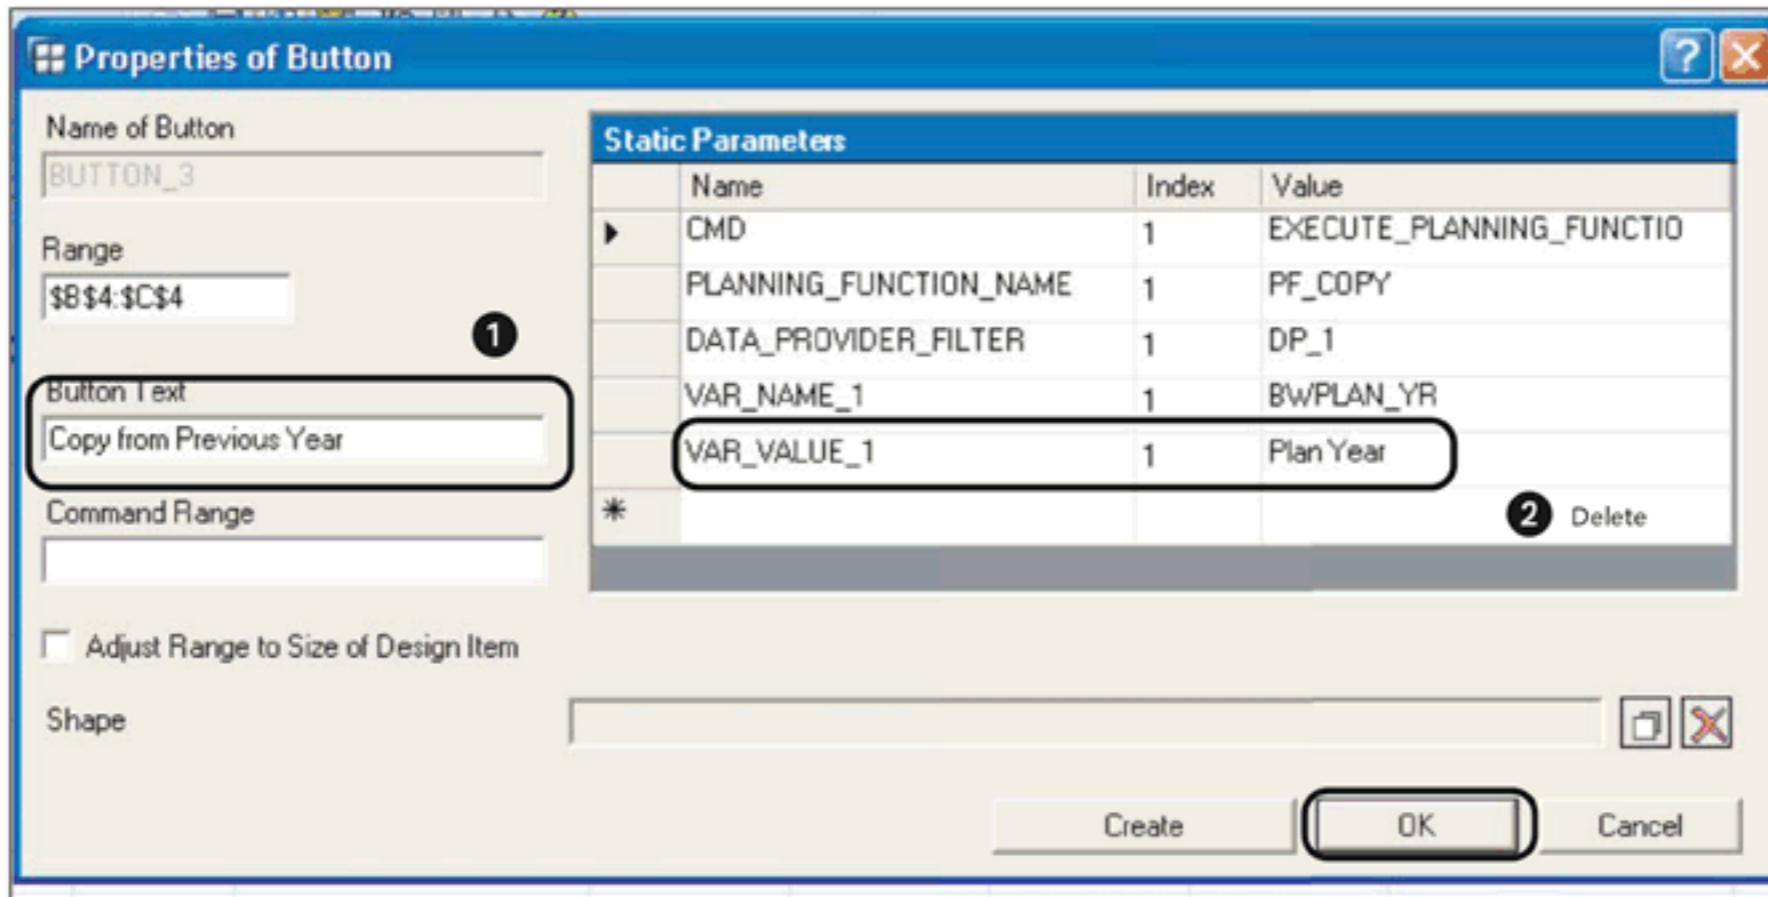 Properties of Button
Name of Button
BUTTON_3
Range
$B$4:$C$4
1
Button Text
Copy from Previous Year
Command Range
Adjust Range to Size of Design Item
Shape
Static Parameters
Name Index Value
CMD 1 EXECUTE_PLANNING_FUNCTIO
PLANNING_FUNCTION_NAME 1 PF_COPY
DATA_PROVIDER_FILTER 1 DP_1
VAR_NAME_1 1 BWPLAN_YR
VAR_VALUE_1 1 Plan Year
2 Delete
Create OK Cancel